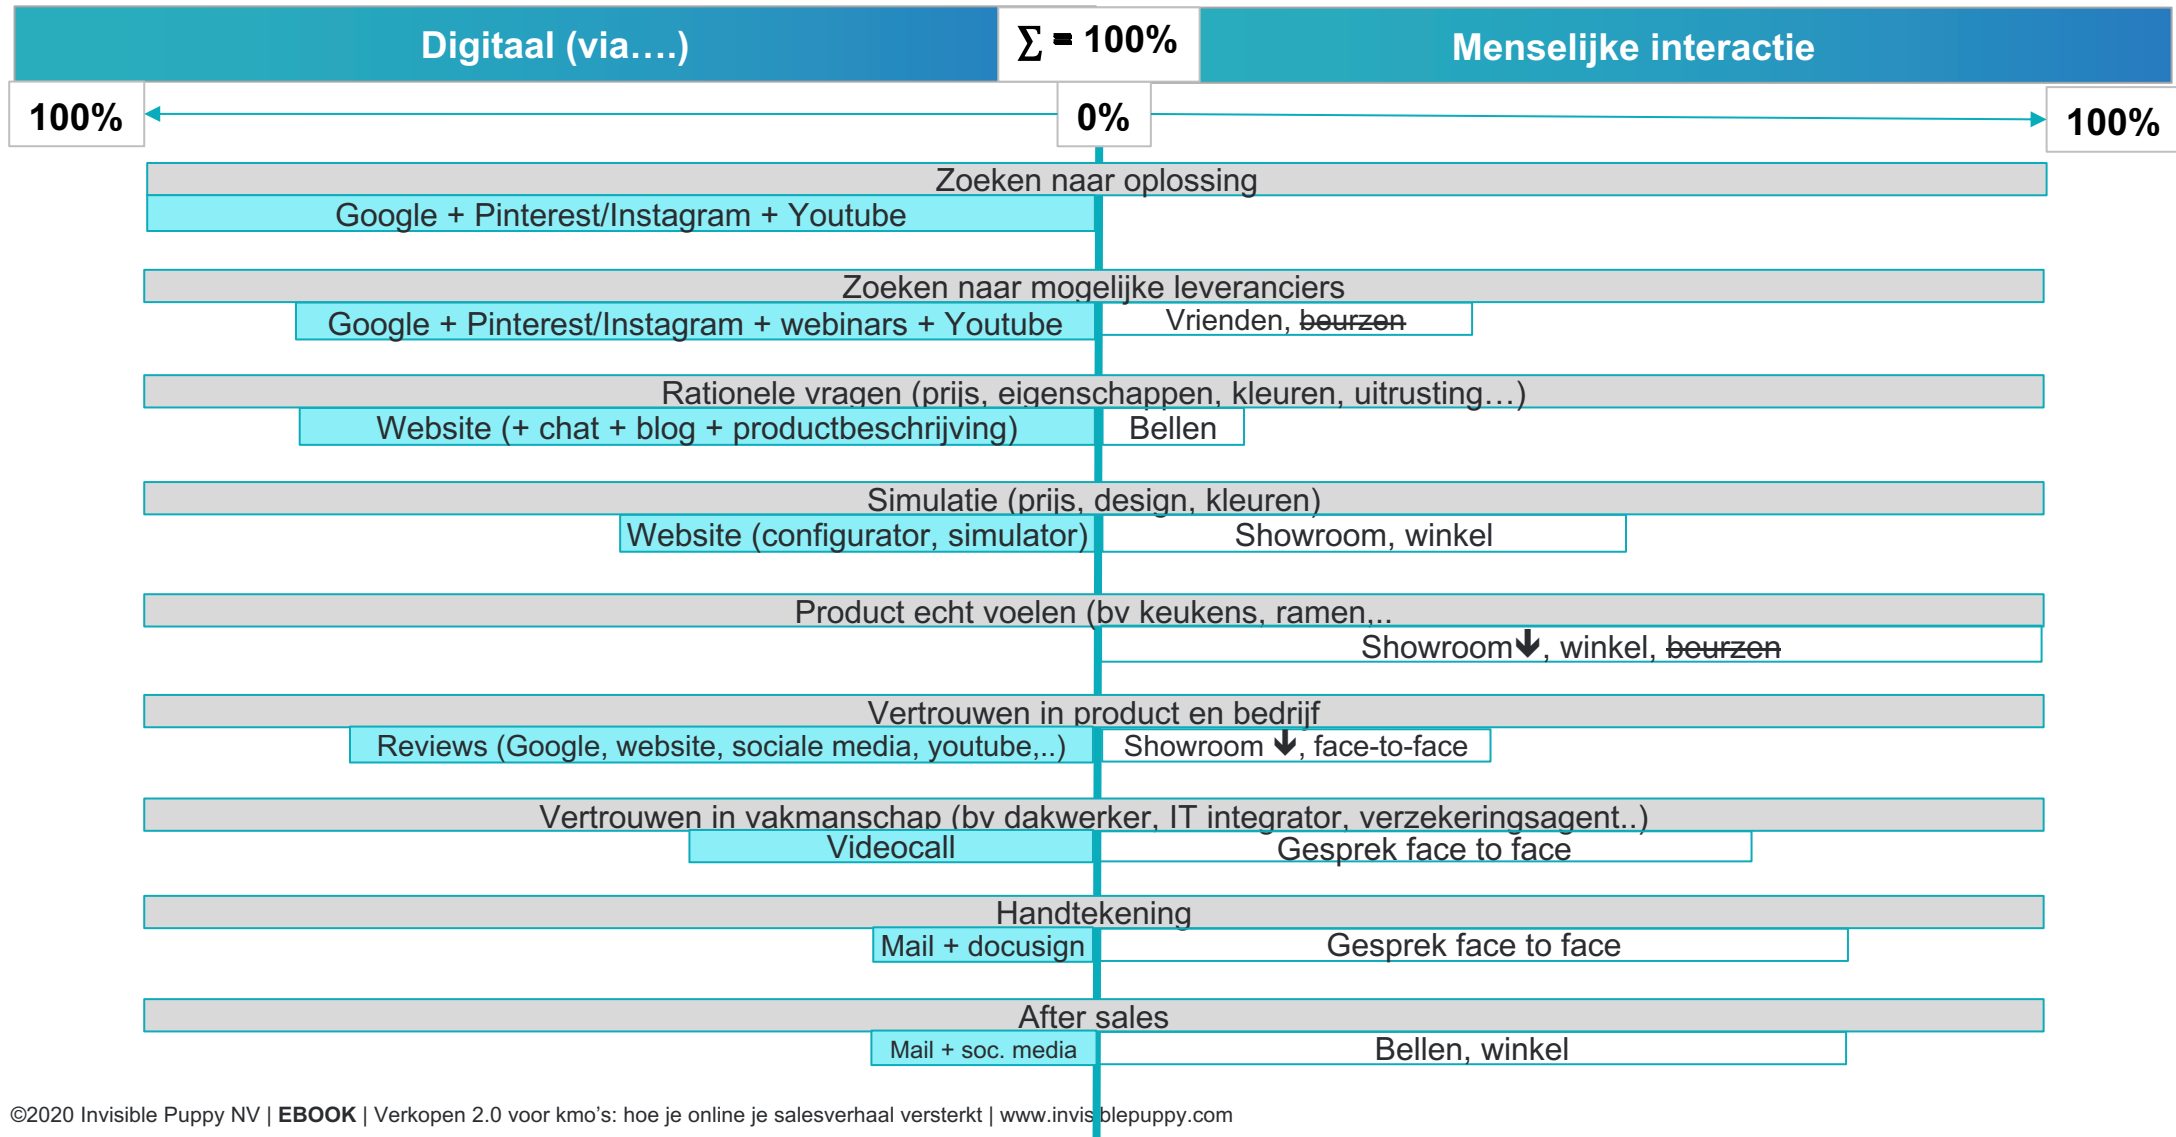 Digitaal (via….)
∑ = 100%
Menselijke interactie
100%
0%
100%
Zoeken naar oplossing
Google + Pinterest/Instagram + Youtube
Zoeken naar mogelijke leveranciers
Google + Pinterest/Instagram + webinars + Youtube
Vrienden, beurzen
Rationele vragen (prijs, eigenschappen, kleuren, uitrusting…)
Website (+ chat + blog + productbeschrijving)
Bellen
Simulatie (prijs, design, kleuren)
Website (configurator, simulator)
Showroom, winkel
Product echt voelen (bv keukens, ramen,..
Showroom🡻, winkel, beurzen
Vertrouwen in product en bedrijf
Reviews (Google, website, sociale media, youtube,..)
Showroom 🡻, face-to-face
Vertrouwen in vakmanschap (bv dakwerker, IT integrator, verzekeringsagent..)
Videocall
Gesprek face to face
Handtekening
Mail + docusign
Gesprek face to face
After sales
Mail + soc. media
Bellen, winkel
©2020 Invisible Puppy NV | EBOOK | Verkopen 2.0 voor kmo’s: hoe je online je salesverhaal versterkt | www.invisiblepuppy.com